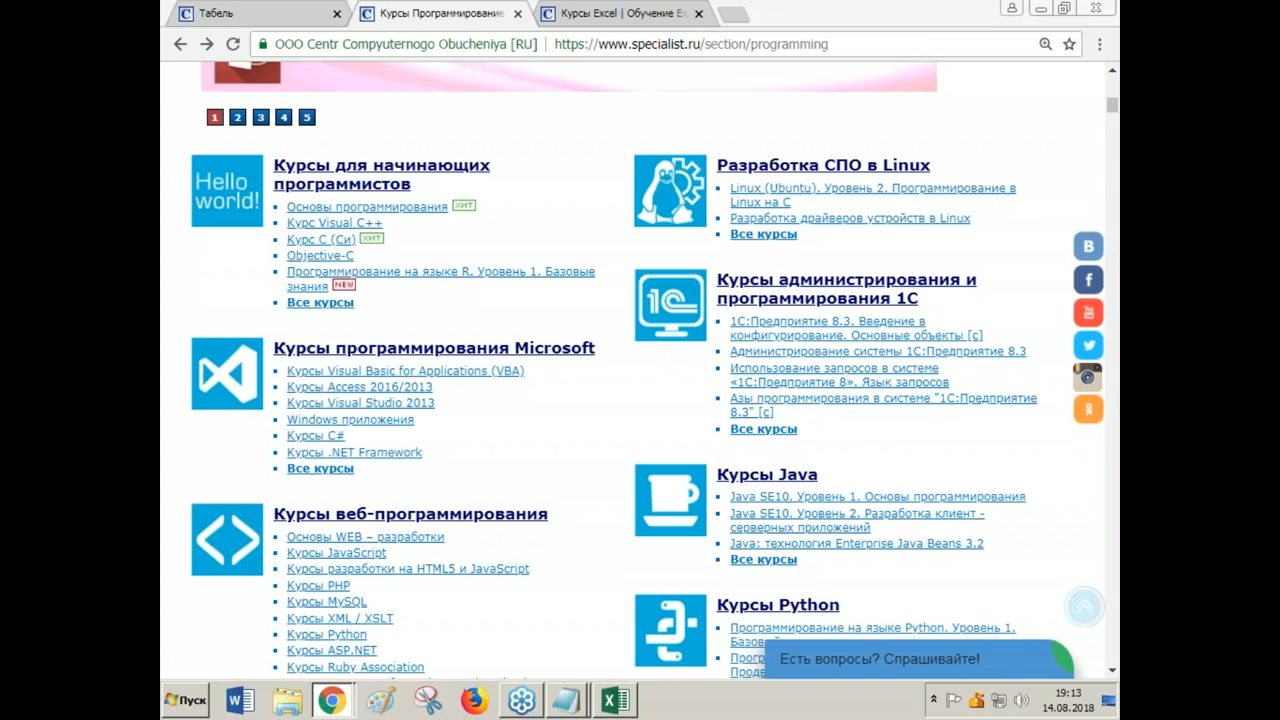 Табель
Курсы Программирование
Курсы Excel | Обучение Ex
ООО Centr Compyuternogo Obucheniya [RU]
https://www.specialist.ru/section/programming
1 2 3 4 5
Hello world!
Курсы для начинающих
программистов
Основы программирования ХИТ
Курс Visual C++
Курс С (Си) ХИТ
Objective-C
Программирование на языке R. Уровень 1. Базовые
знания NEW
Все курсы
Курсы программирования Microsoft
Курсы Visual Basic for Applications (VBA)
Курсы Access 2016/2013
Курсы Visual Studio 2013
Windows приложения
Курсы C#
Курсы .NET Framework
Все курсы
Курсы веб-программирования
Основы WEB – разработки
Курсы JavaScript
Курсы разработки на HTML5 и JavaScript
Курсы PHP
Курсы MySQL
Курсы XML / XSLT
Курсы Python
Курсы ASP.NET
Курсы Ruby Association
Разработка СПО в Linux
Linux (Ubuntu). Уровень 2. Программирование в
Linux на C
Разработка драйверов устройств в Linux
Все курсы
1С
Курсы администрирования и
программирования 1С
1С:Предприятие 8.3. Введение в
конфигурирование. Основные объекты [c]
Администрирование системы 1С:Предприятие 8.3
Использование запросов в системе
«1С:Предприятие 8». Язык запросов
Азы программирования в системе "1С:Предприятие
8.3" [c]
Все курсы
Курсы Java
Java SE10. Уровень 1. Основы программирования
Java SE10. Уровень 2. Разработка клиент -
серверных приложений
Java: технология Enterprise Java Beans 3.2
Все курсы
Курсы Python
Программирование на языке Python. Уровень 1.
Есть вопросы? Спрашивайте!
Пуск
19:13
14.08.2018